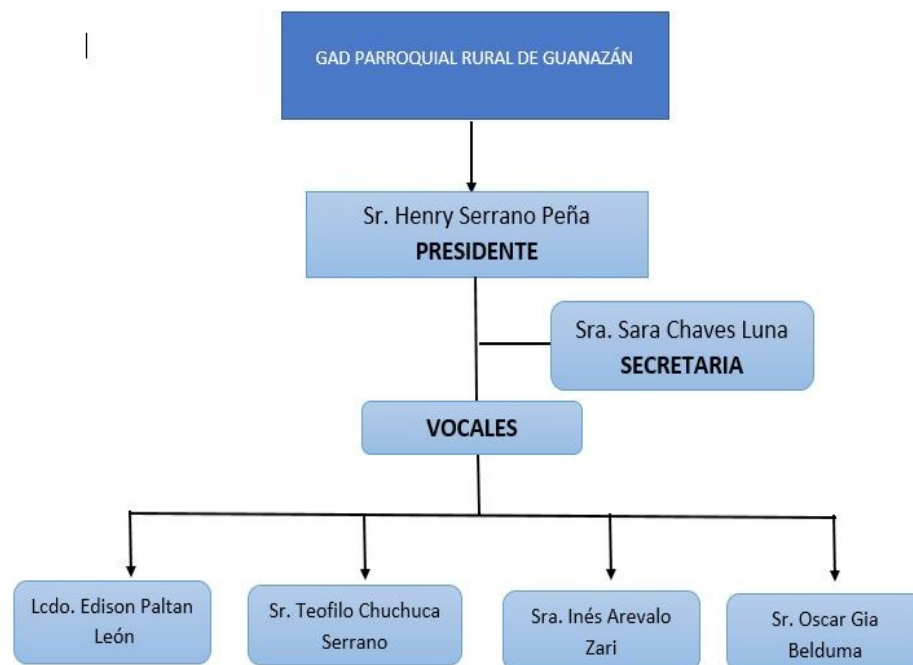 GAD PARROQUIAL RURAL DE GUANAZÁN
Sr. Henry Serrano Peña
PRESIDENTE
Sra. Sara Chaves Luna
SECRETARIA
VOCALES
Lcdo. Edison Paltan
León
Sr. Teofilo Chuchuca
Serrano
Sra. Inés Arevalo
Zari
Sr. Oscar Gia
Belduma